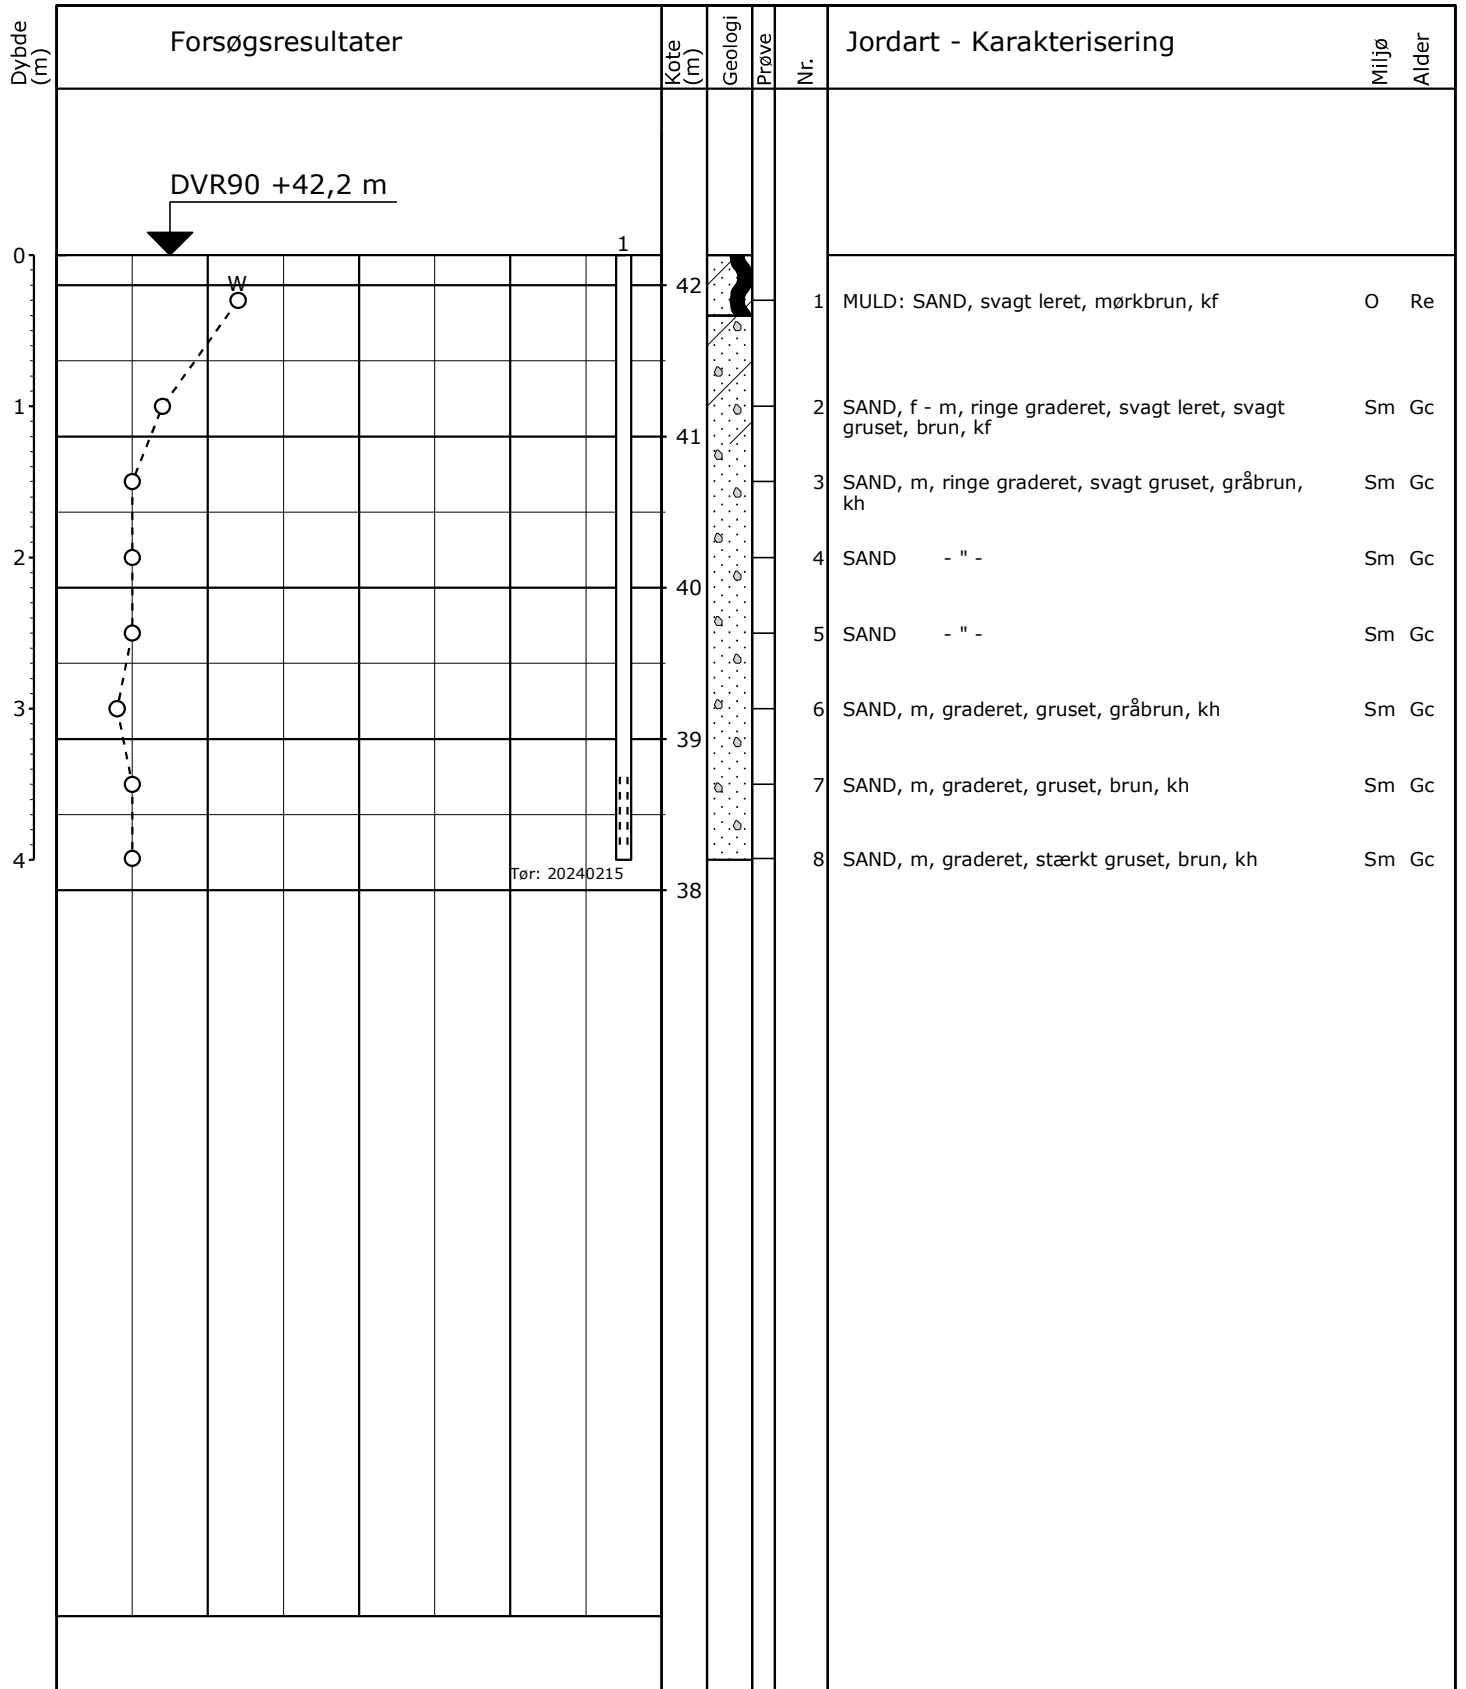 Dybde (m)
Forsøgsresultater
Kote (m)
Geologi
Prøve
Nr.
Jordart - Karakterisering
Miljø
Alder
DVR90 +42,2 m
0
1
W
42
1 MULD: SAND, svagt leret, mørkbrun, kf O Re
1
2 SAND, f - m, ringe graderet, svagt leret, svagt Sm Gc
gruset, brun, kf
41
3 SAND, m, ringe graderet, svagt gruset, gråbrun, Sm Gc
kh
2
4 SAND - " - Sm Gc
40
5 SAND - " - Sm Gc
3
6 SAND, m, graderet, gruset, gråbrun, kh Sm Gc
39
7 SAND, m, graderet, gruset, brun, kh Sm Gc
4
8 SAND, m, graderet, stærkt gruset, brun, kh Sm Gc
Tør: 20240215
38